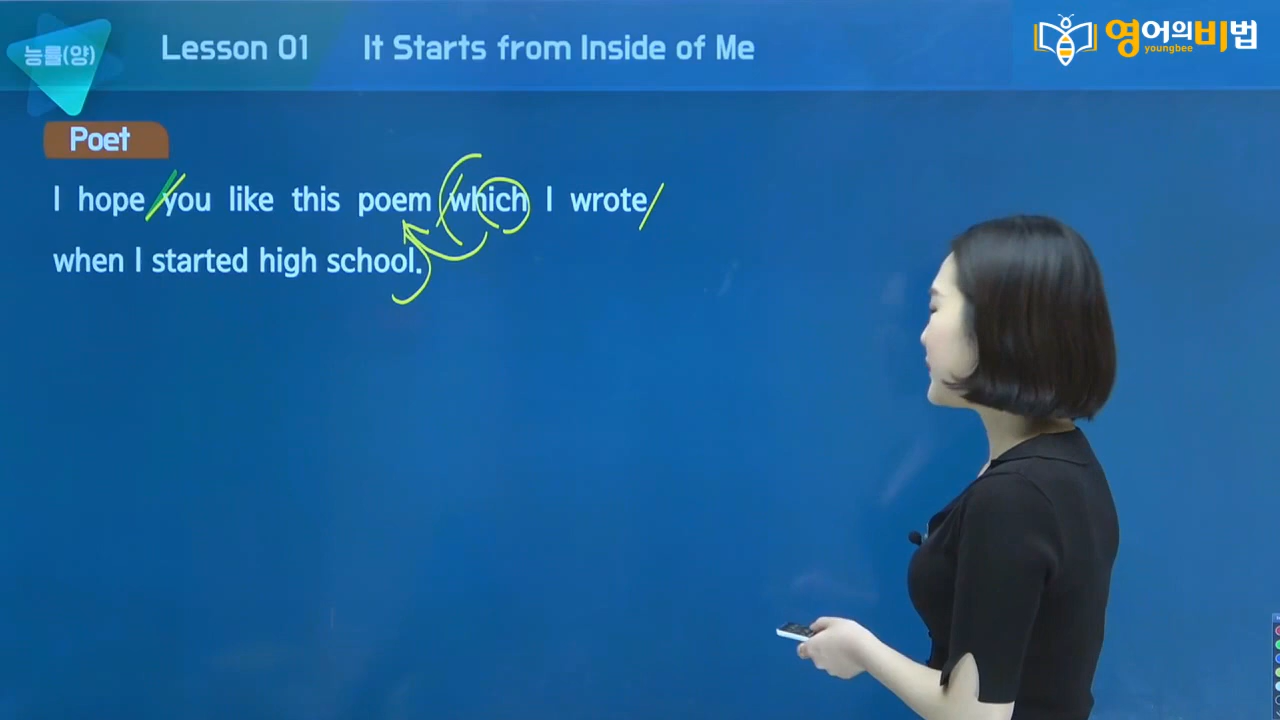 능률(양)
Lesson 01 It Starts from Inside of Me
영어의비법
youngbee
Poet
I hope you like this poem which I wrote
when I started high school.